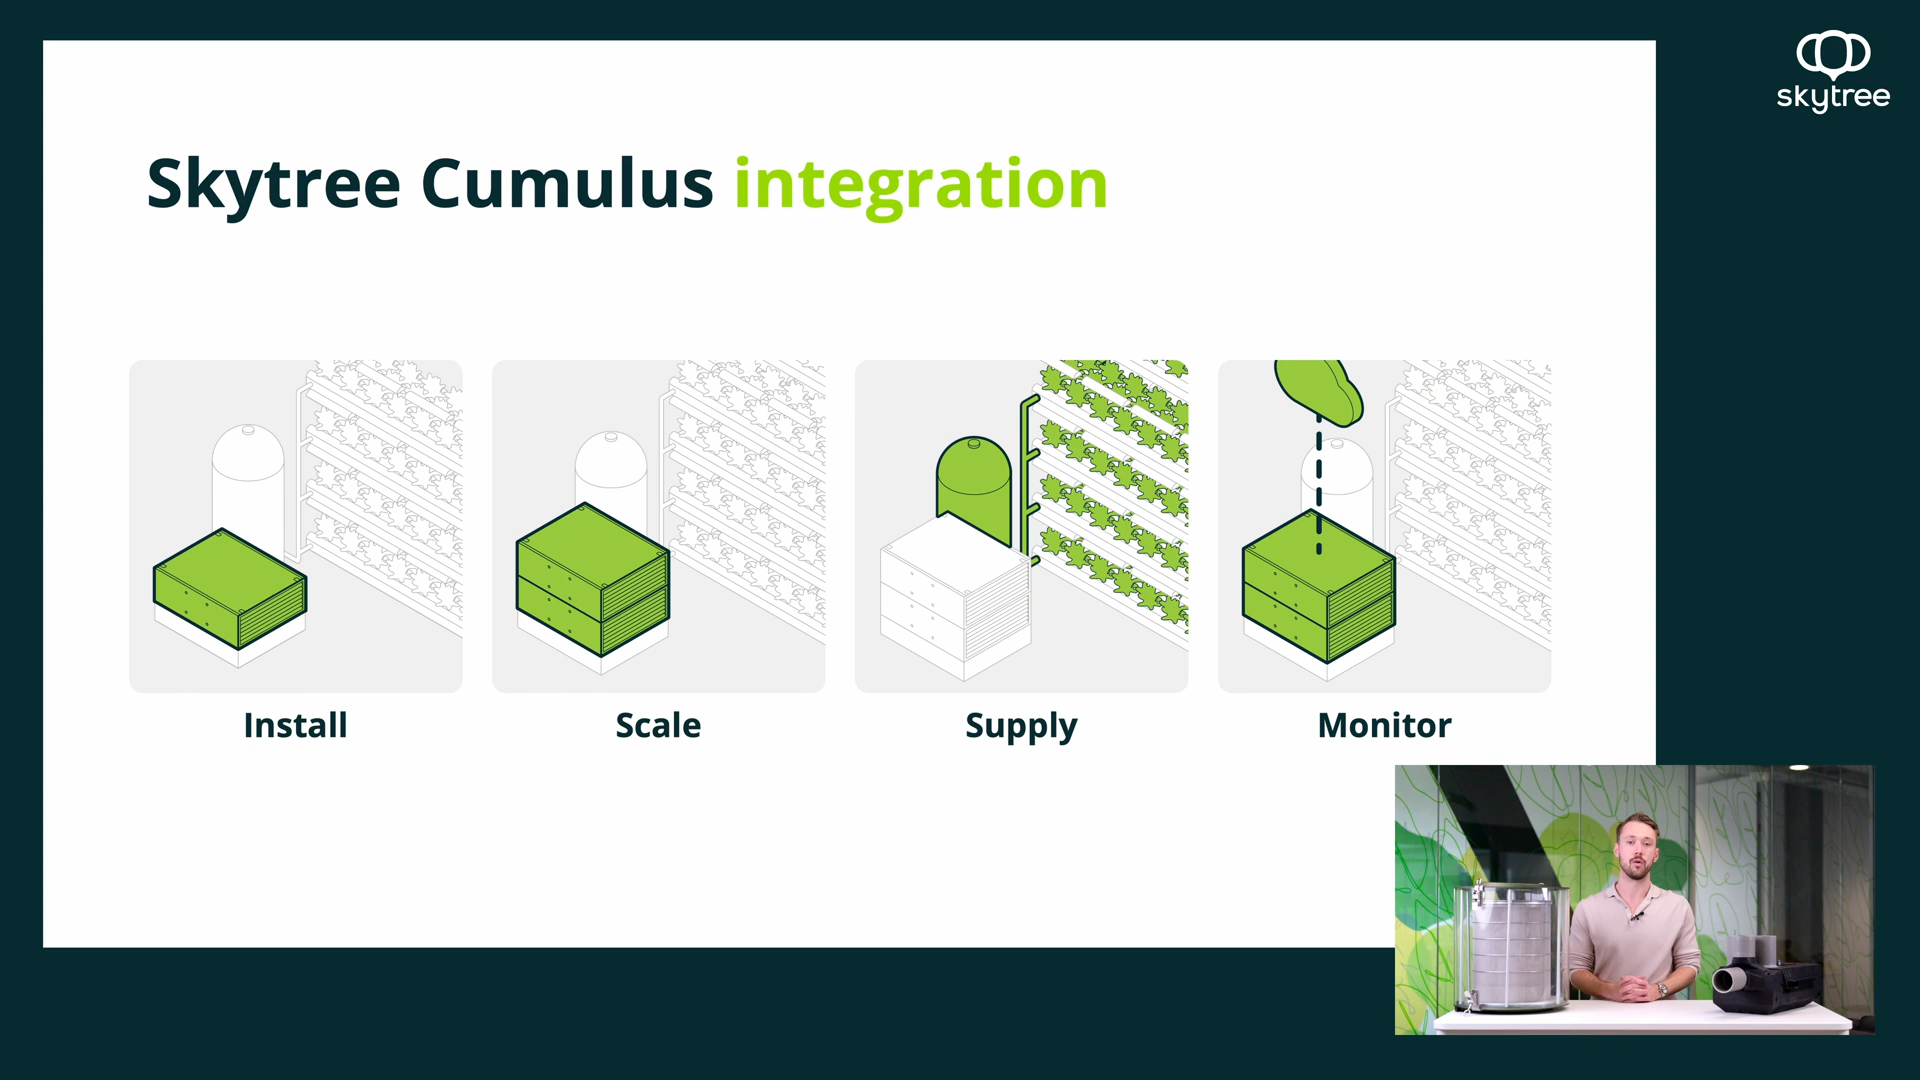 skytree
Skytree Cumulus integration
Install
Scale
Supply
Monitor